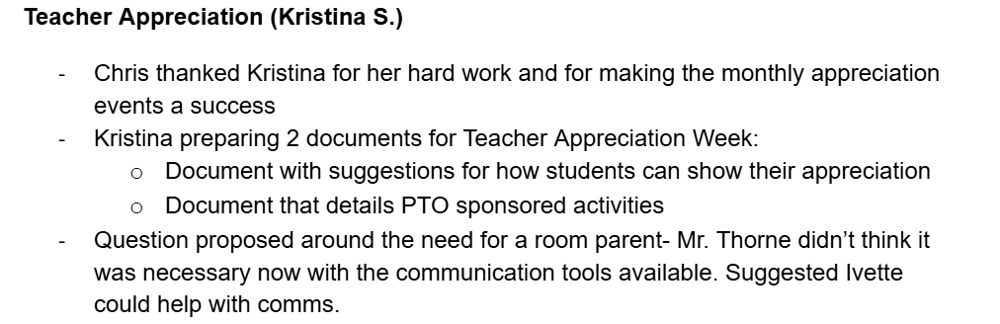 Teacher Appreciation (Kristina S.)
- Chris thanked Kristina for her hard work and for making the monthly appreciation
events a success
- Kristina preparing 2 documents for Teacher Appreciation Week:
o Document with suggestions for how students can show their appreciation
o Document that details PTO sponsored activities
- Question proposed around the need for a room parent- Mr. Thorne didn’t think it
was necessary now with the communication tools available. Suggested Ivette
could help with comms.